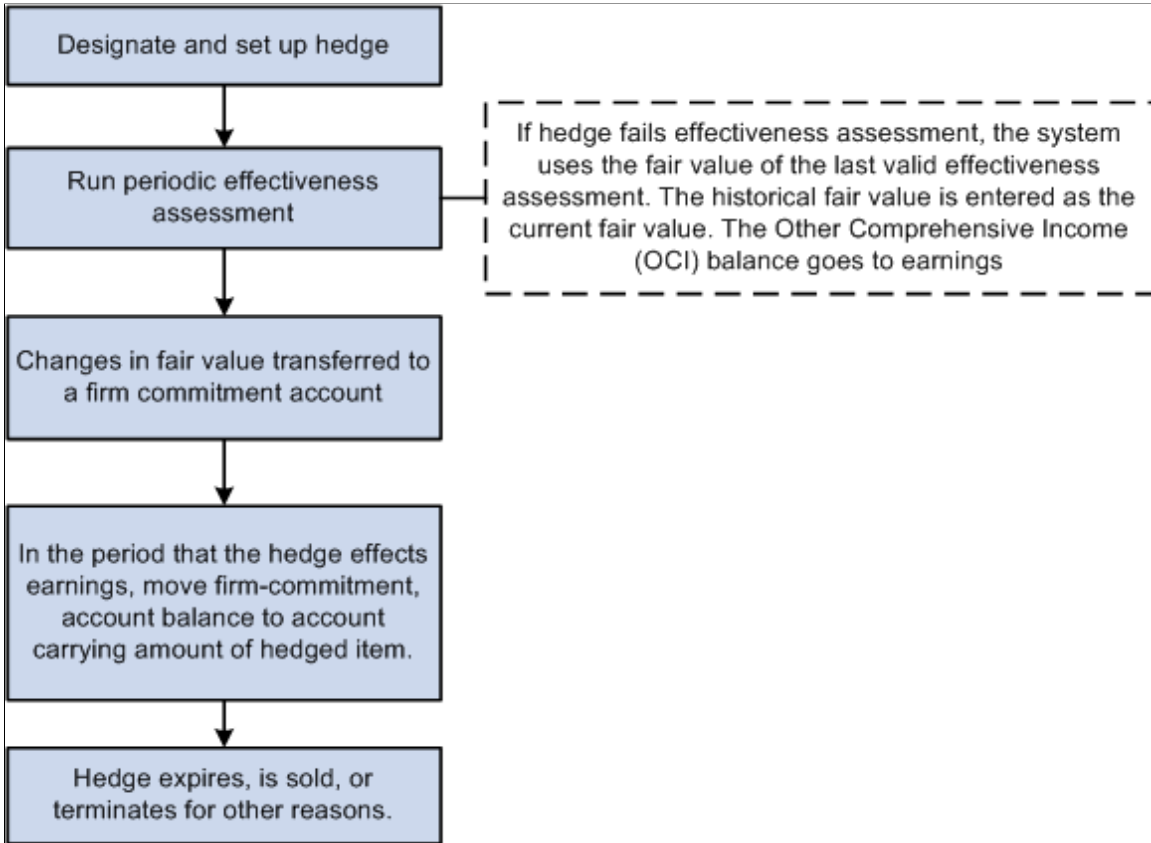 Designate and set up hedge
Run periodic effectiveness
assessment
If hedge fails effectiveness assessment, the system
uses the fair value of the last valid effectiveness
assessment. The historical fair value is entered as the
current fair value. The Other Comprehensive Income
(OCI) balance goes to earnings
Changes in fair value transferred to
a firm commitment account
In the period that the hedge effects
earnings, move firm-commitment,
account balance to account
carrying amount of hedged item.
Hedge expires, is sold, or
terminates for other reasons.